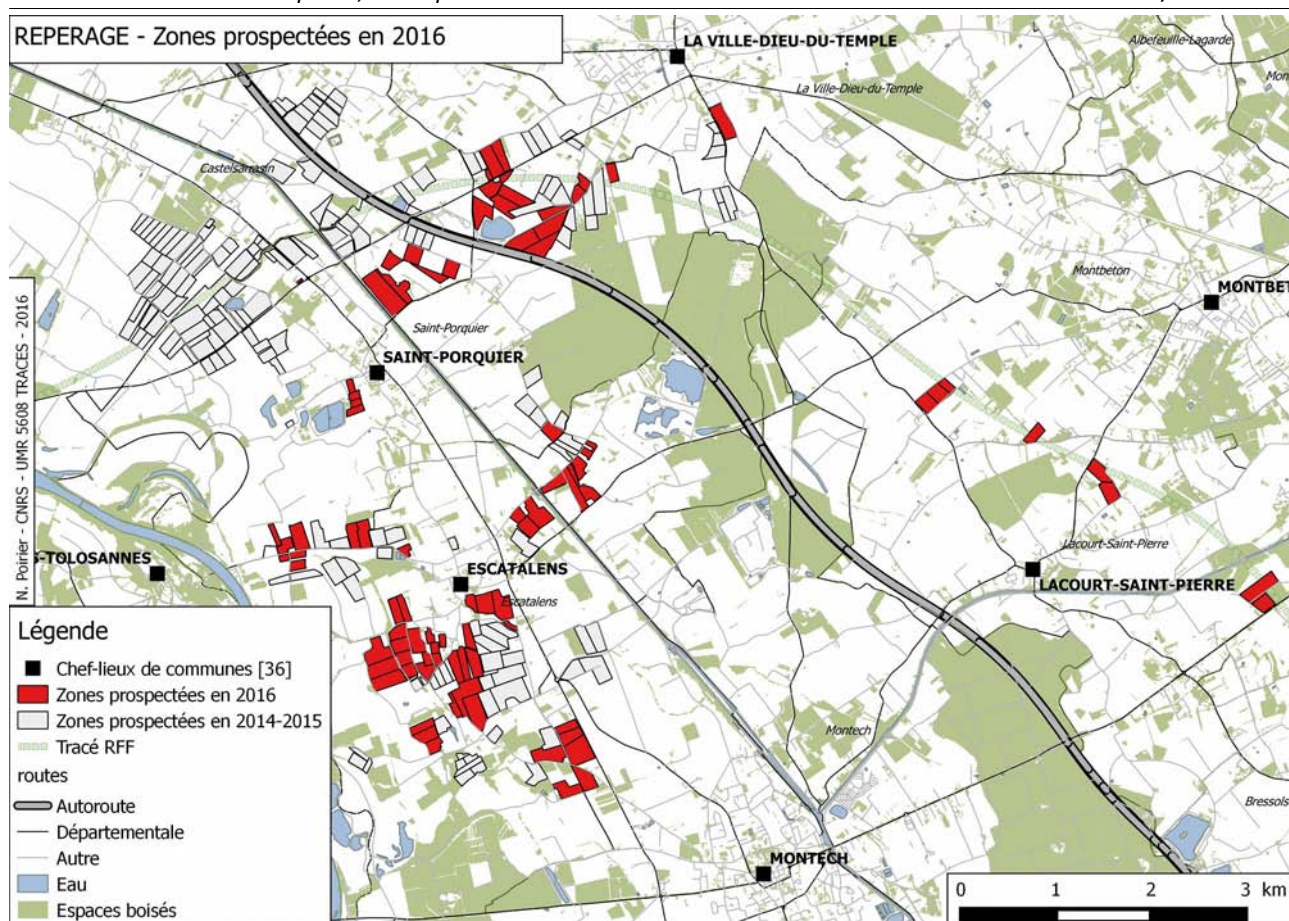 REPERAGE - Zones prospectées en 2016
LA VILLE-DIEU-DU-TEMPLE
Albefeuille-Lagarde
La Ville-Dieu-du-Temple
Castelsarrasin
Montbeton
MONTBET
Saint-Porquier
SAINT-PORQUIER
N. Poirier - CNRS - UMR 5608 TRACES - 2016
Lacourt-Saint-Pierre
S-TOLOSANNES
ESCATALENS
LACOURT-SAINT-PIERRE
Escatalens
Montech
Bressols
MONTECH
Légende
Chef-lieux de communes [36]
Zones prospectées en 2016
Zones prospectées en 2014-2015
Tracé RFF
routes
Autoroute
Départementale
Autre
Eau
Espaces boisés
0 1 2 3 km